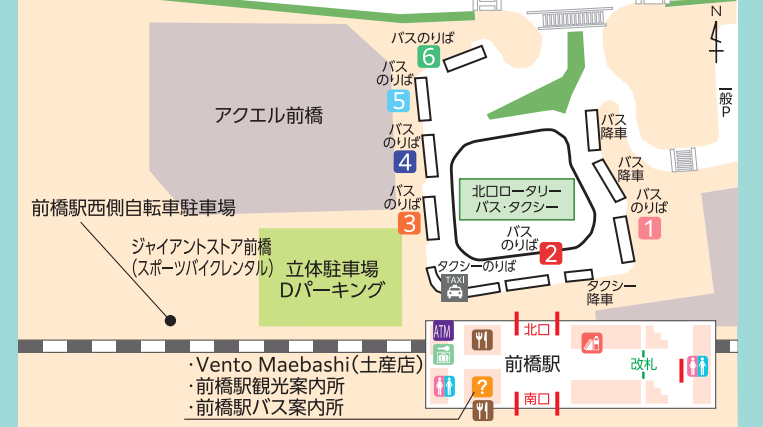 バスのりば
6
N
バス
のりば
5
一般P
アクエル前橋
バス
降車
バス
のりば
4
バス
降車
北口ロータリー
バス・タクシー
バス
のりば
3
バス
のりば
1
前橋駅西側自転車駐車場
バス
のりば
2
ジャイアントストア前橋
(スポーツバイクレンタル)
立体駐車場
Dパーキング
タクシーのりば
TAXI
タクシー
降車
ATM
北口
・Vento Maebashi(土産店)
・前橋駅観光案内所
・前橋駅バス案内所
前橋駅
改札
?
南口